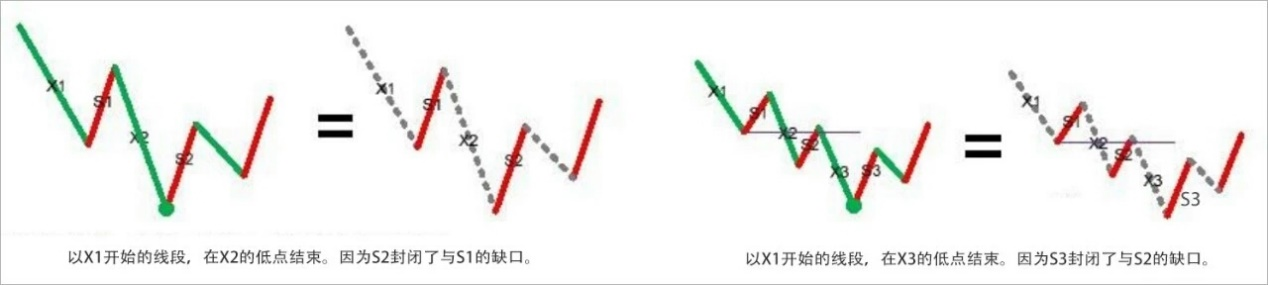 X1
S1
X2
S2
=
X1
S1
X2
S2
X1
S1
X2
S2
X3
S3
=
X1
S1
X2
S2
X3
S3
以X1开始的线段，在X2的低点结束。因为S2封闭了与S1的缺口。
以X1开始的线段，在X3的低点结束。因为S3封闭了与S2的缺口。